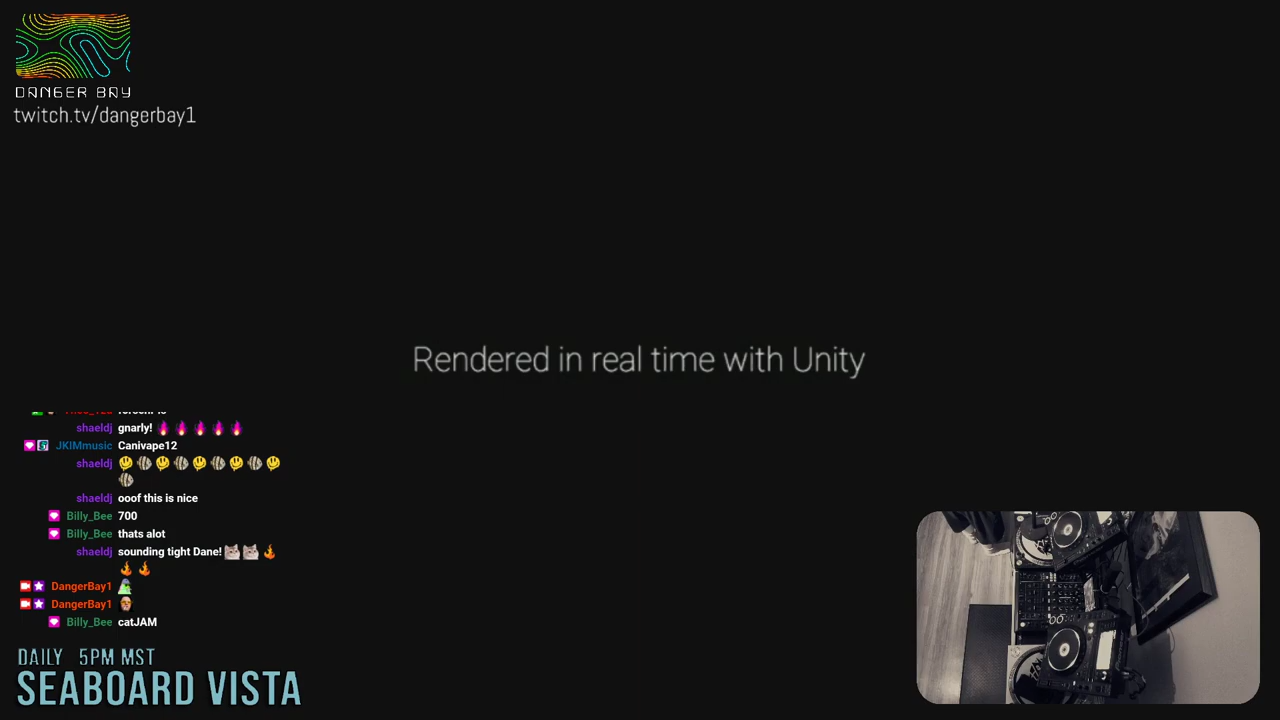 DANGER BAY
twitch.tv/dangerbay1
Rendered in real time with Unity
shaeldj gnarly!
JKIMmusic Canivape12
shaeldj
shaeldj ooof this is nice
Billy_Bee 700
Billy_Bee thats alot
shaeldj sounding tight Dane!
DangerBay1
DangerBay1
Billy_Bee catJAM
DAILY 5PM MST
SEABOARD VISTA